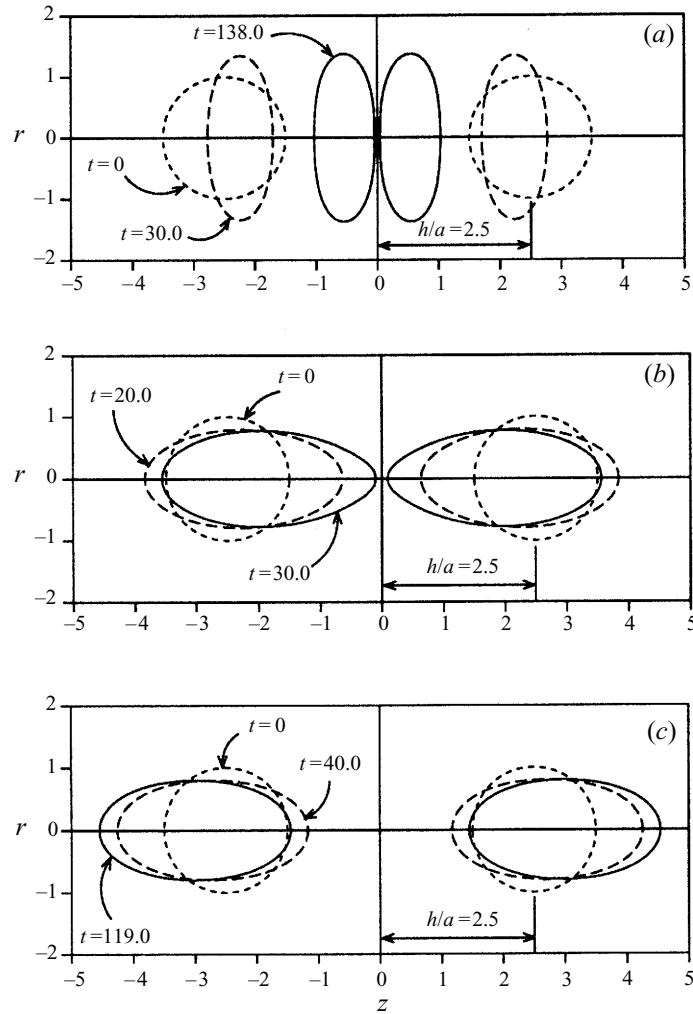 2
t=138.0
(a)
1
r
0
t=0
–1
t=30.0
h/a=2.5
–2
–5 –4 –3 –2 –1 0 1 2 3 4 5
2
(b)
t=0
t=20.0
1
r
0
h/a=2.5
–1
t=30.0
–2
–5 –4 –3 –2 –1 0 1 2 3 4 5
2
(c)
t=0
t=40.0
1
r
0
–1
h/a=2.5
t=119.0
–2
–5 –4 –3 –2 –1 0 1 2 3 4 5
z